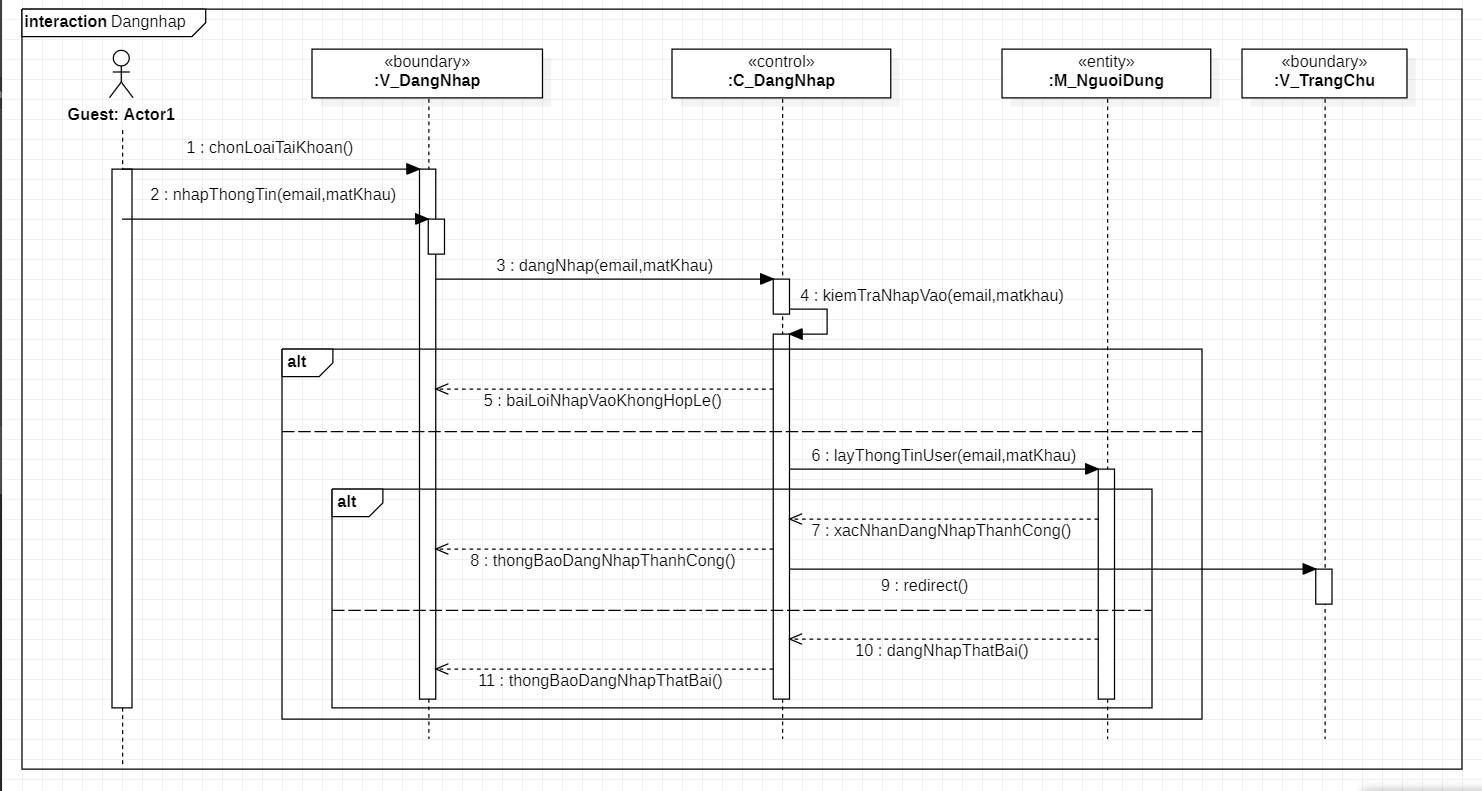 interaction Dangnhap
«boundary»
:V_DangNhap
«control»
:C_DangNhap
«entity»
:M_NguoiDung
«boundary»
:V_TrangChu
Guest: Actor1
1 : chonLoaiTaiKhoan()
2 : nhapThongTin(email,matKhau)
3 : dangNhap(email,matKhau)
4 : kiemTraNhapVao(email,matkhau)
alt
5 : baiLoiNhapVaoKhongHopLe()
6 : layThongTinUser(email,matKhau)
alt
7 : xacNhanDangNhapThanhCong()
8 : thongBaoDangNhapThanhCong()
9 : redirect()
10 : dangNhapThatBai()
11 : thongBaoDangNhapThatBai()